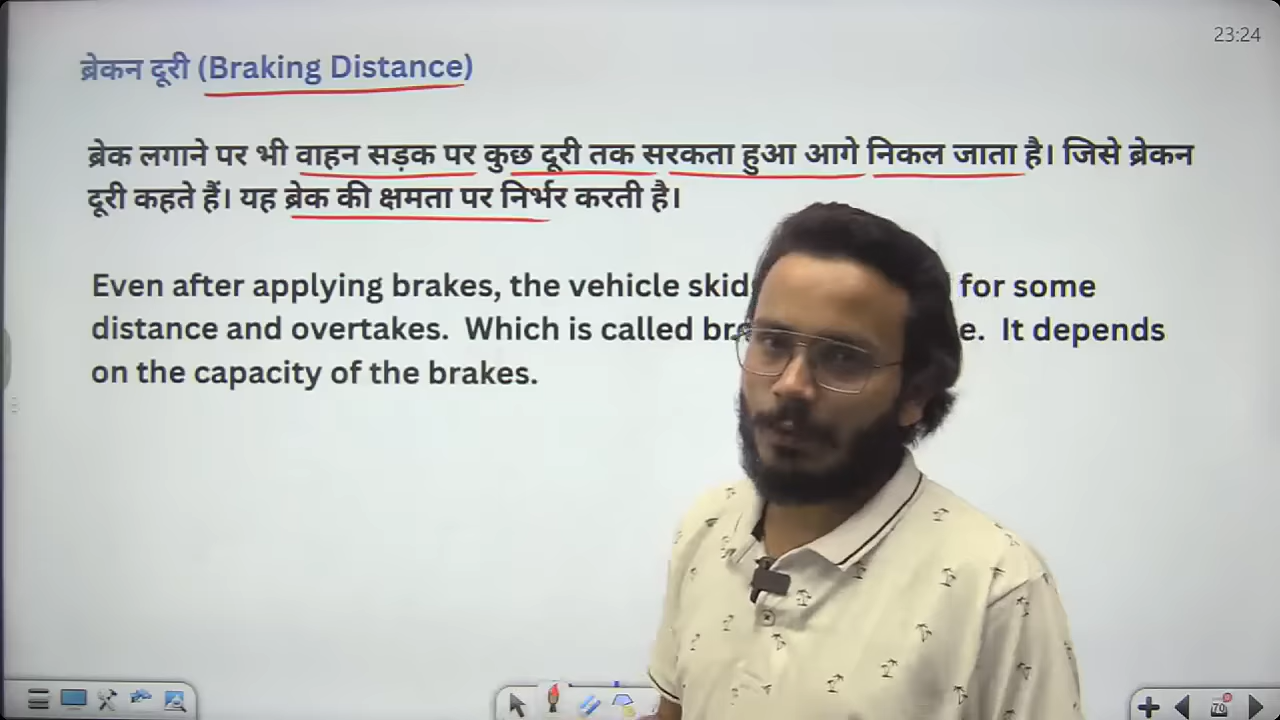 23:24
ब्रेकन दूरी (Braking Distance)
ब्रेक लगाने पर भी वाहन सड़क पर कुछ दूरी तक सरकता हुआ आगे निकल जाता है। जिसे ब्रेकन
दूरी कहते हैं। यह ब्रेक की क्षमता पर निर्भर करती है।
Even after applying brakes, the vehicle for some
distance and overtakes. Which is called It depends
on the capacity of the brakes.
70